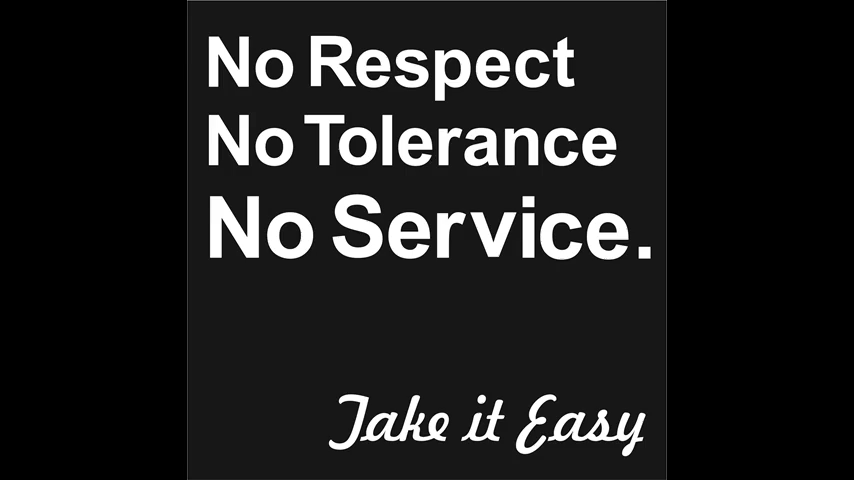 No Respect
No Tolerance
No Service.
Take it Easy